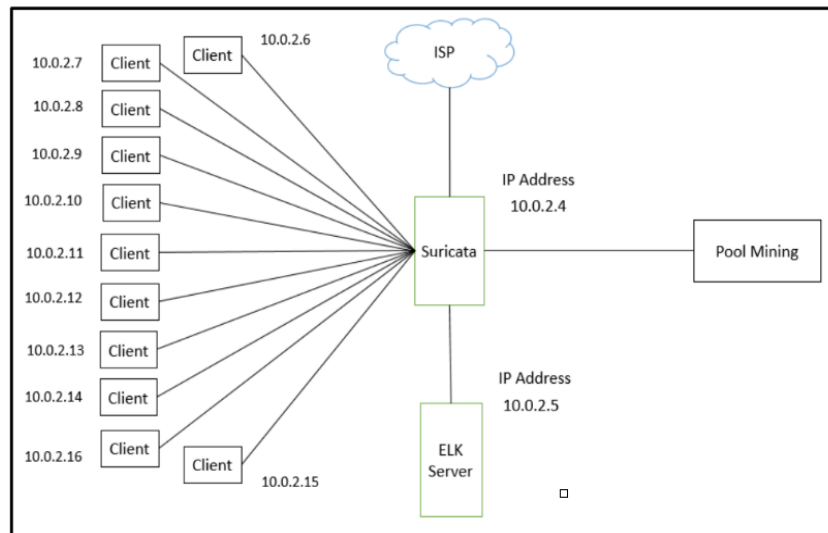 10.0.2.6
Client
ISP
10.0.2.7
Client
10.0.2.8
Client
10.0.2.9
Client
10.0.2.10
Client
10.0.2.11
Client
10.0.2.12
Client
10.0.2.13
Client
10.0.2.14
Client
10.0.2.16
Client
Client
10.0.2.15
IP Address
10.0.2.4
Suricata
Pool Mining
IP Address
10.0.2.5
ELK
Server